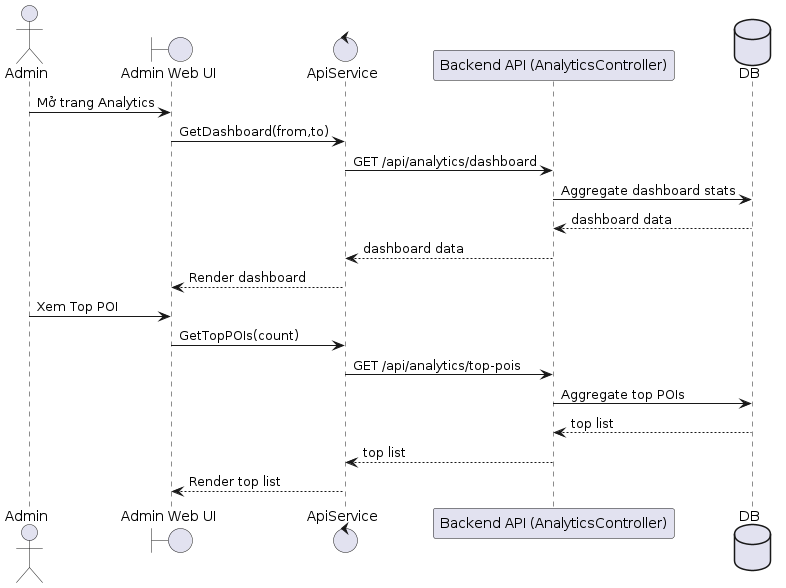 Admin
Admin Web UI
ApiService
Backend API (AnalyticsController)
DB
Mở trang Analytics
GetDashboard(from,to)
GET /api/analytics/dashboard
Aggregate dashboard stats
dashboard data
dashboard data
Render dashboard
Xem Top POI
GetTopPOIs(count)
GET /api/analytics/top-pois
Aggregate top POIs
top list
top list
Render top list
Admin
Admin Web UI
ApiService
Backend API (AnalyticsController)
DB